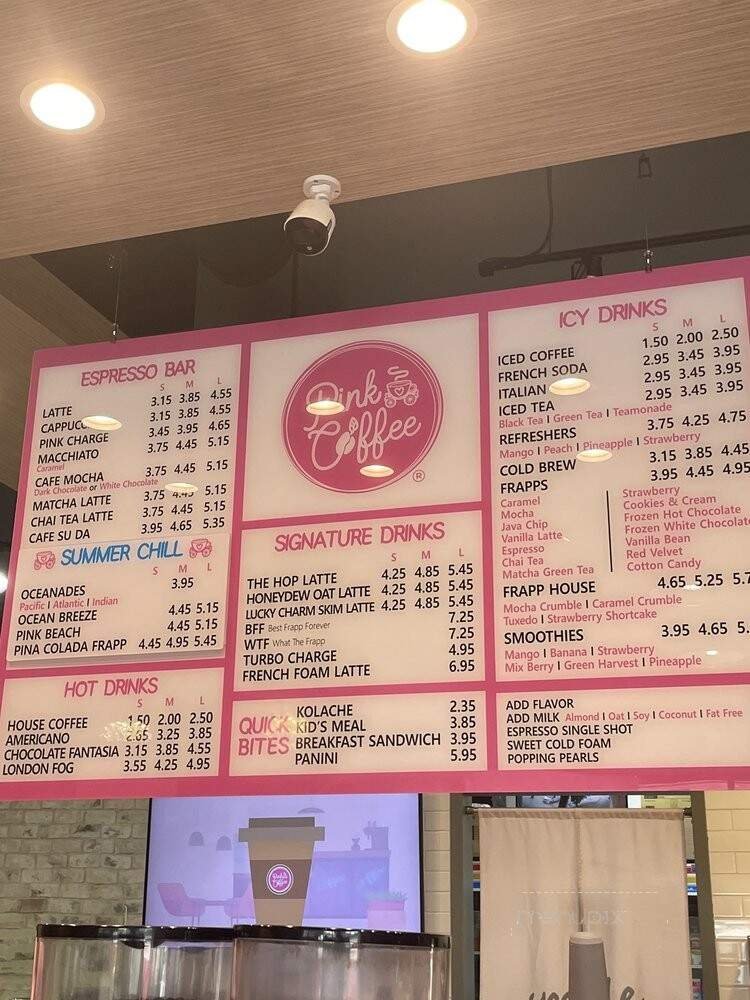 ESPRESSO BAR
S M L
LATTE 3.15 3.85 4.55
CAPPUCC 3.15 3.85 4.55
PINK CHARGE 3.45 3.95 4.65
MACCHIATO 3.75 4.45 5.15
Caramel
CAFE MOCHA 3.75 4.45 5.15
Dark Chocolate or White Chocolate
MATCHA LATTE 3.75 4.45 5.15
CHAI TEA LATTE 3.75 4.45 5.15
CAFE SU DA 3.95 4.65 5.35
SUMMER CHILL
S M L
OCEANADES 3.95
Pacific | Atlantic | Indian
OCEAN BREEZE 4.45 5.15
PINK BEACH 4.45 5.15
PINA COLADA FRAPP 4.45 4.95 5.45
HOT DRINKS
S M L
HOUSE COFFEE 1.50 2.00 2.50
AMERICANO 2.65 3.25 3.85
CHOCOLATE FANTASIA 3.15 3.85 4.55
LONDON FOG 3.55 4.25 4.95
Pink
Coffee
®
SIGNATURE DRINKS
S M L
THE HOP LATTE 4.25 4.85 5.45
HONEYDEW OAT LATTE 4.25 4.85 5.45
LUCKY CHARM SKIM LATTE 4.25 4.85 5.45
BFF Best Frapp Forever 7.25
WTF What The Frapp 7.25
TURBO CHARGE 4.95
FRENCH FOAM LATTE 6.95
QUICK
BITES
KOLACHE 2.35
KID'S MEAL 3.85
BREAKFAST SANDWICH 3.95
PANINI 5.95
ICY DRINKS
S M L
ICED COFFEE 1.50 2.00 2.50
FRENCH SODA 2.95 3.45 3.95
ITALIAN 2.95 3.45 3.95
ICED TEA 2.95 3.45 3.95
Black Tea | Green Tea | Teamonade
REFRESHERS 3.75 4.25 4.75
Mango | Peach | Pineapple | Strawberry
COLD BREW 3.15 3.85 4.45
FRAPPS 3.95 4.45 4.95
Caramel
Mocha
Java Chip
Vanilla Latte
Espresso
Chai Tea
Matcha Green Tea
Strawberry
Cookies & Cream
Frozen Hot Chocolate
Frozen White Chocolate
Vanilla Bean
Red Velvet
Cotton Candy
FRAPP HOUSE 4.65 5.25 5.7
Mocha Crumble | Caramel Crumble
Tuxedo | Strawberry Shortcake
SMOOTHIES 3.95 4.65 5.
Mango | Banana | Strawberry
Mix Berry | Green Harvest | Pineapple
ADD FLAVOR
ADD MILK Almond | Oat | Soy | Coconut | Fat Free
ESPRESSO SINGLE SHOT
SWEET COLD FOAM
POPPING PEARLS
Pink
Coffee